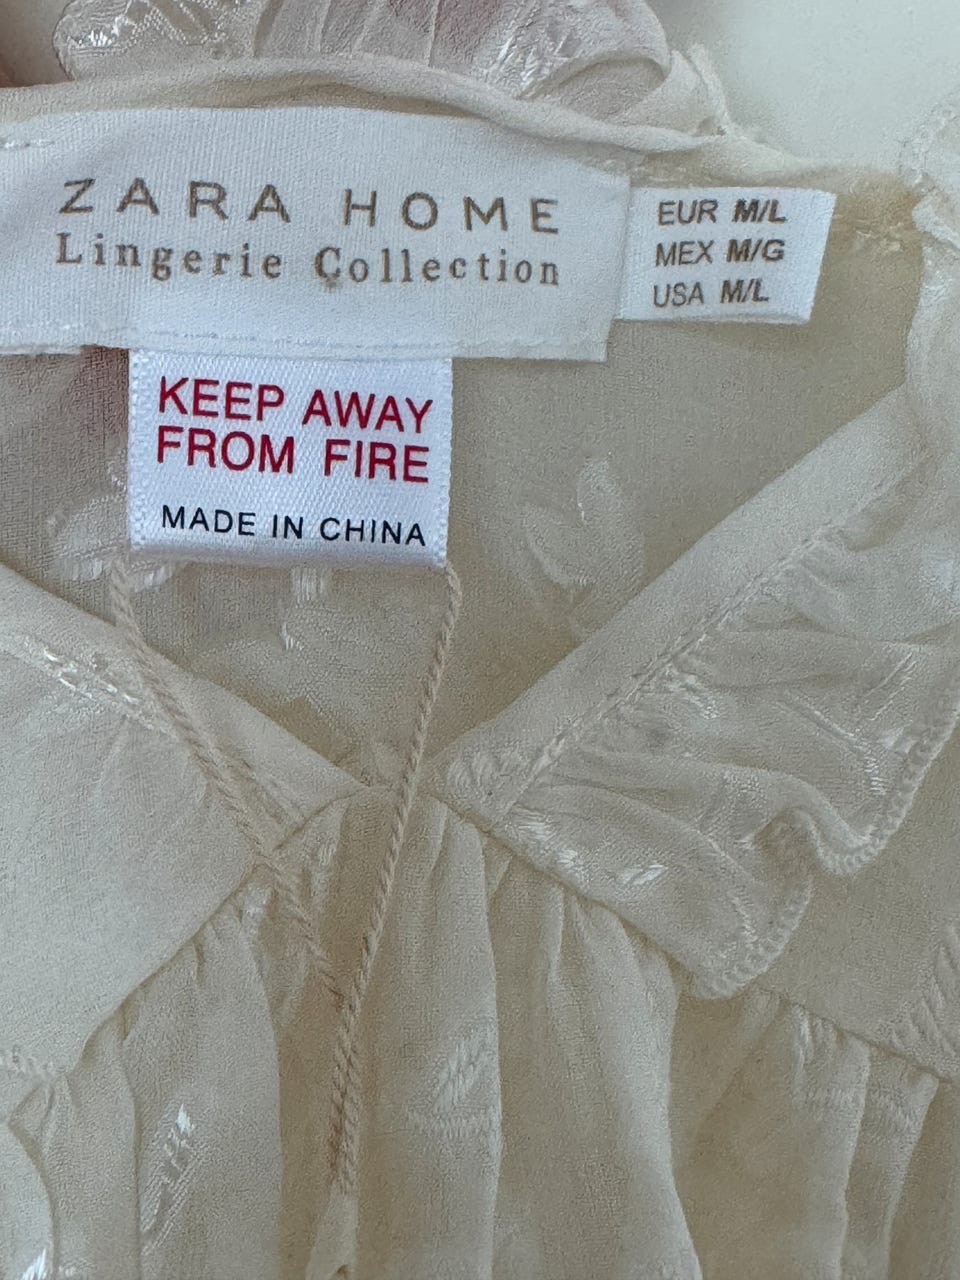 ZARA HOME
Lingerie Collection
EUR M/L
MEX M/G
USA M/L
KEEP AWAY
FROM FIRE
MADE IN CHINA